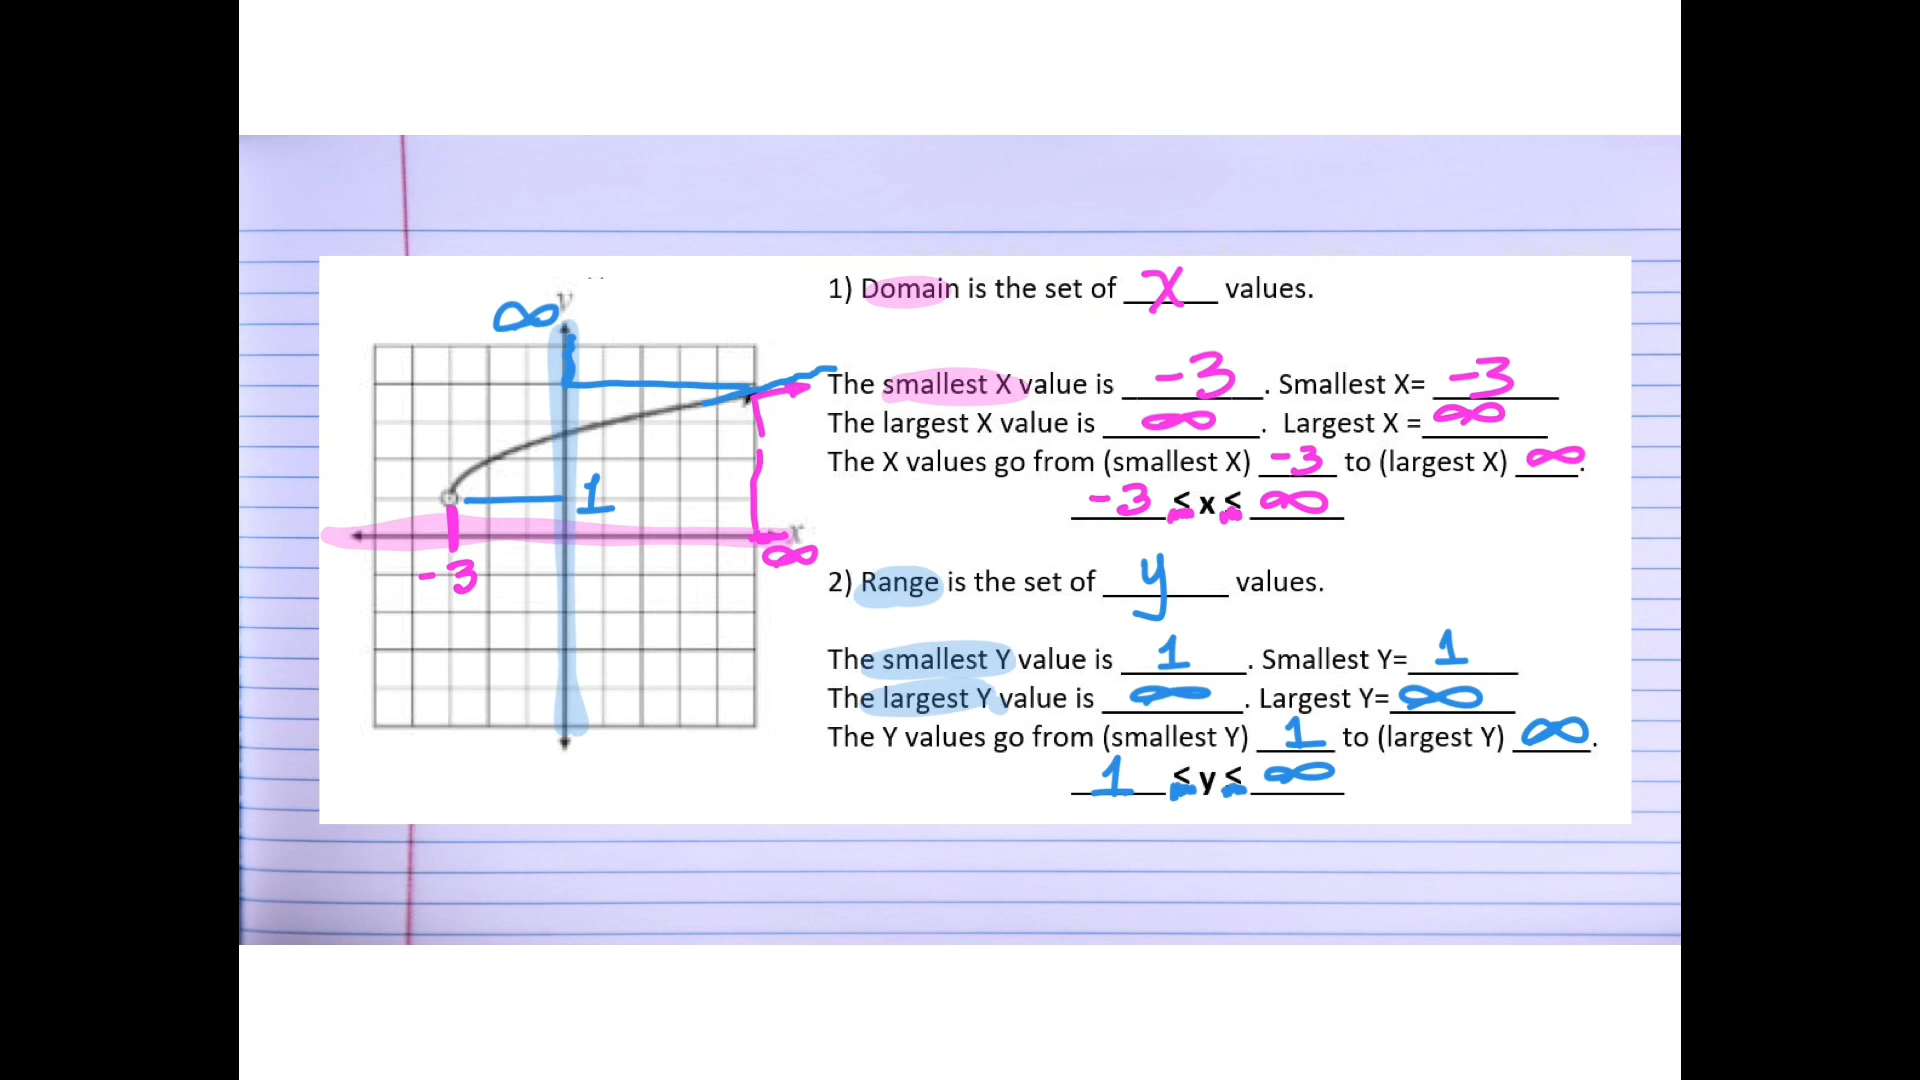 1) Domain is the set of x values.
The smallest X value is -3. Smallest X= -3
The largest X value is ∞. Largest X = ∞
The X values go from (smallest X) -3 to (largest X) ∞.
-3 ≤ x ≤ ∞
2) Range is the set of y values.
The smallest Y value is 1. Smallest Y= 1
The largest Y value is ∞. Largest Y= ∞
The Y values go from (smallest Y) 1 to (largest Y) ∞.
1 ≤ y ≤ ∞
∞ y
1
x
-3 ∞